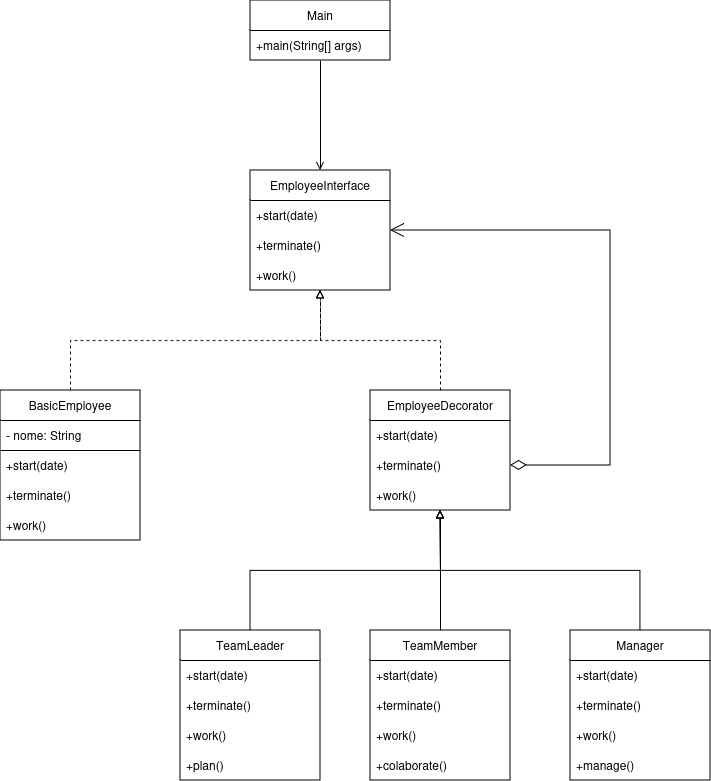 Main
+main(String[] args)
EmployeeInterface
+start(date)
+terminate()
+work()
BasicEmployee
- nome: String
+start(date)
+terminate()
+work()
EmployeeDecorator
+start(date)
+terminate()
+work()
TeamLeader
+start(date)
+terminate()
+work()
+plan()
TeamMember
+start(date)
+terminate()
+work()
+colaborate()
Manager
+start(date)
+terminate()
+work()
+manage()